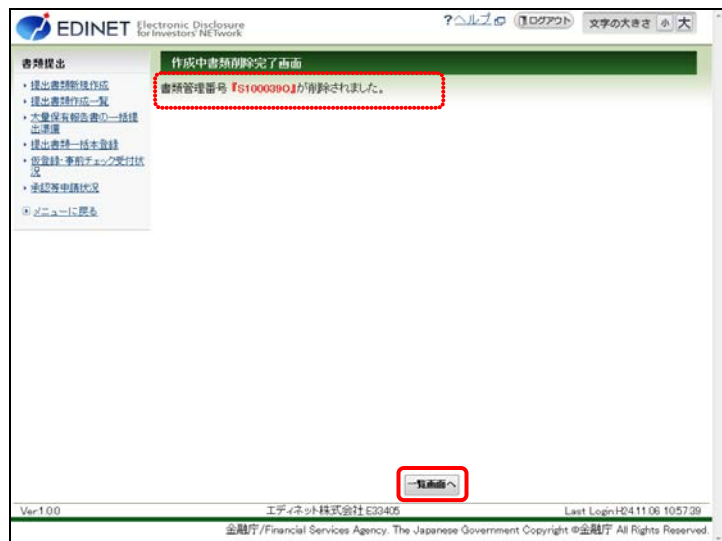 EDINET Electronic Disclosure for Investors' NETwork
?ヘルプ ログアウト 文字の大きさ 小 大
書類提出
作成中書類削除完了画面
書類管理番号『S1000390』が削除されました。
・提出書類新規作成
・提出書類作成一覧
・大量保有報告書の一括提
出準備
・提出書類一括本登録
・仮登録・事前チェック受付状
況
・承認等申請状況
メニューに戻る
一覧画面へ
Ver.1.0.0 エディネット株式会社 E33405 Last Login:H24.11.06 10:57:39
金融庁/Financial Services Agency. The Japanese Government Copyright ©金融庁 All Rights Reserved.